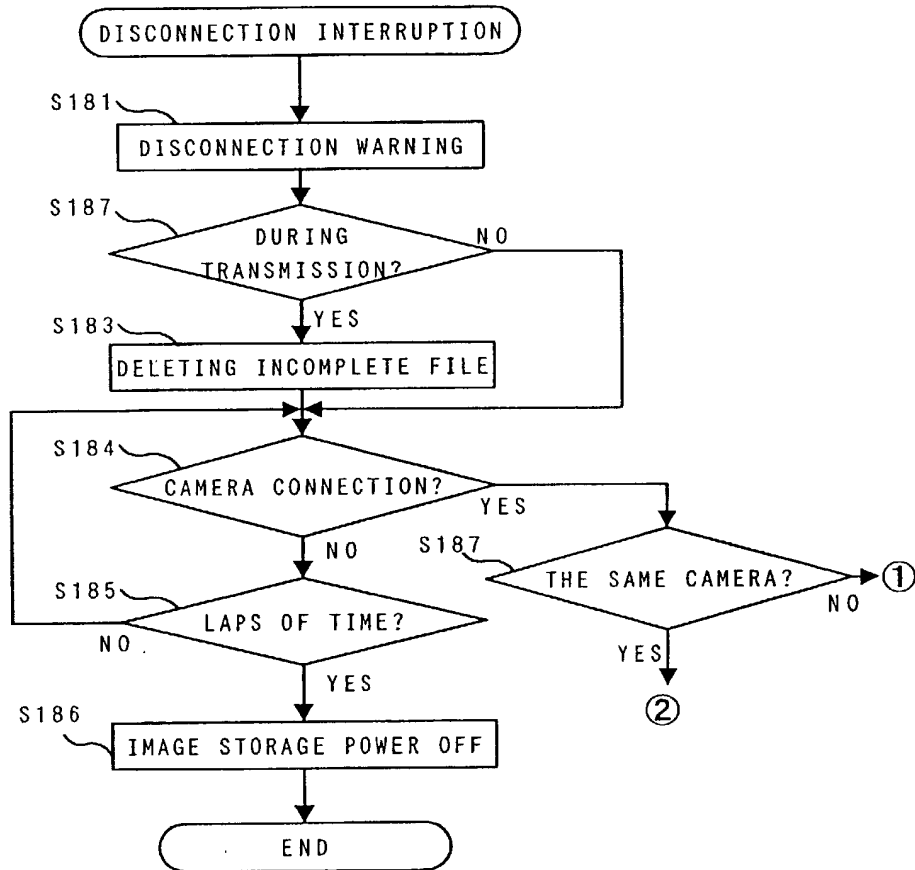 DISCONNECTION INTERRUPTION
S181
DISCONNECTION WARNING
S187
DURING
TRANSMISSION?
NO
YES
S183
DELETING INCOMPLETE FILE
S184
CAMERA CONNECTION?
YES
NO
S187
THE SAME CAMERA?
①
NO
S185
LAPS OF TIME?
NO
YES
YES
②
S186
IMAGE STORAGE POWER OFF
END